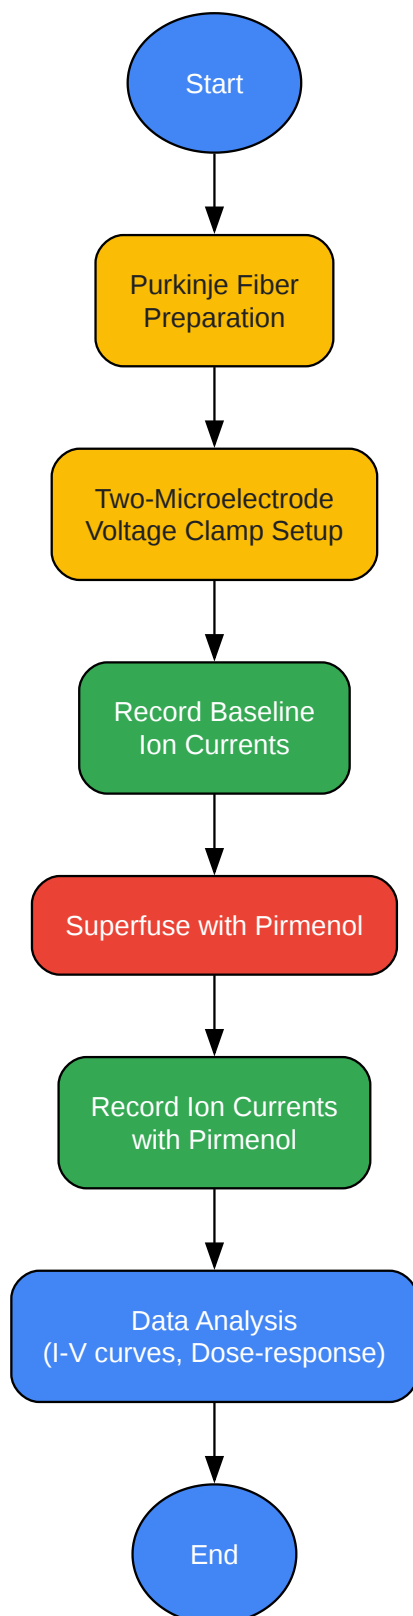 Start
Purkinje Fiber
Preparation
Two-Microelectrode
Voltage Clamp Setup
Record Baseline
Ion Currents
Superfuse with Pirmenol
Record Ion Currents
with Pirmenol
Data Analysis
(I-V curves, Dose-response)
End